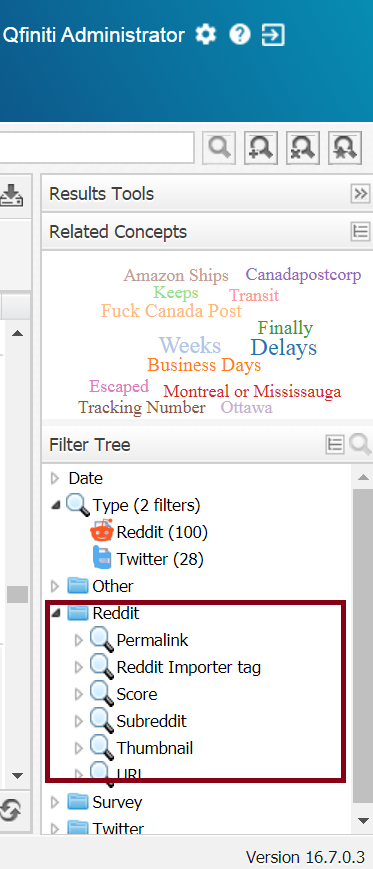 Qfiniti Administrator
Results Tools
Related Concepts
Amazon Ships Canadapostcorp
Keeps Transit
Fuck Canada Post
Finally
Weeks Delays
Business Days
Escaped Montreal or Mississauga
Tracking Number Ottawa
Filter Tree
Date
Type (2 filters)
Reddit (100)
Twitter (28)
Other
Reddit
Permalink
Reddit Importer tag
Score
Subreddit
Thumbnail
URL
Survey
Twitter
Version 16.7.0.3